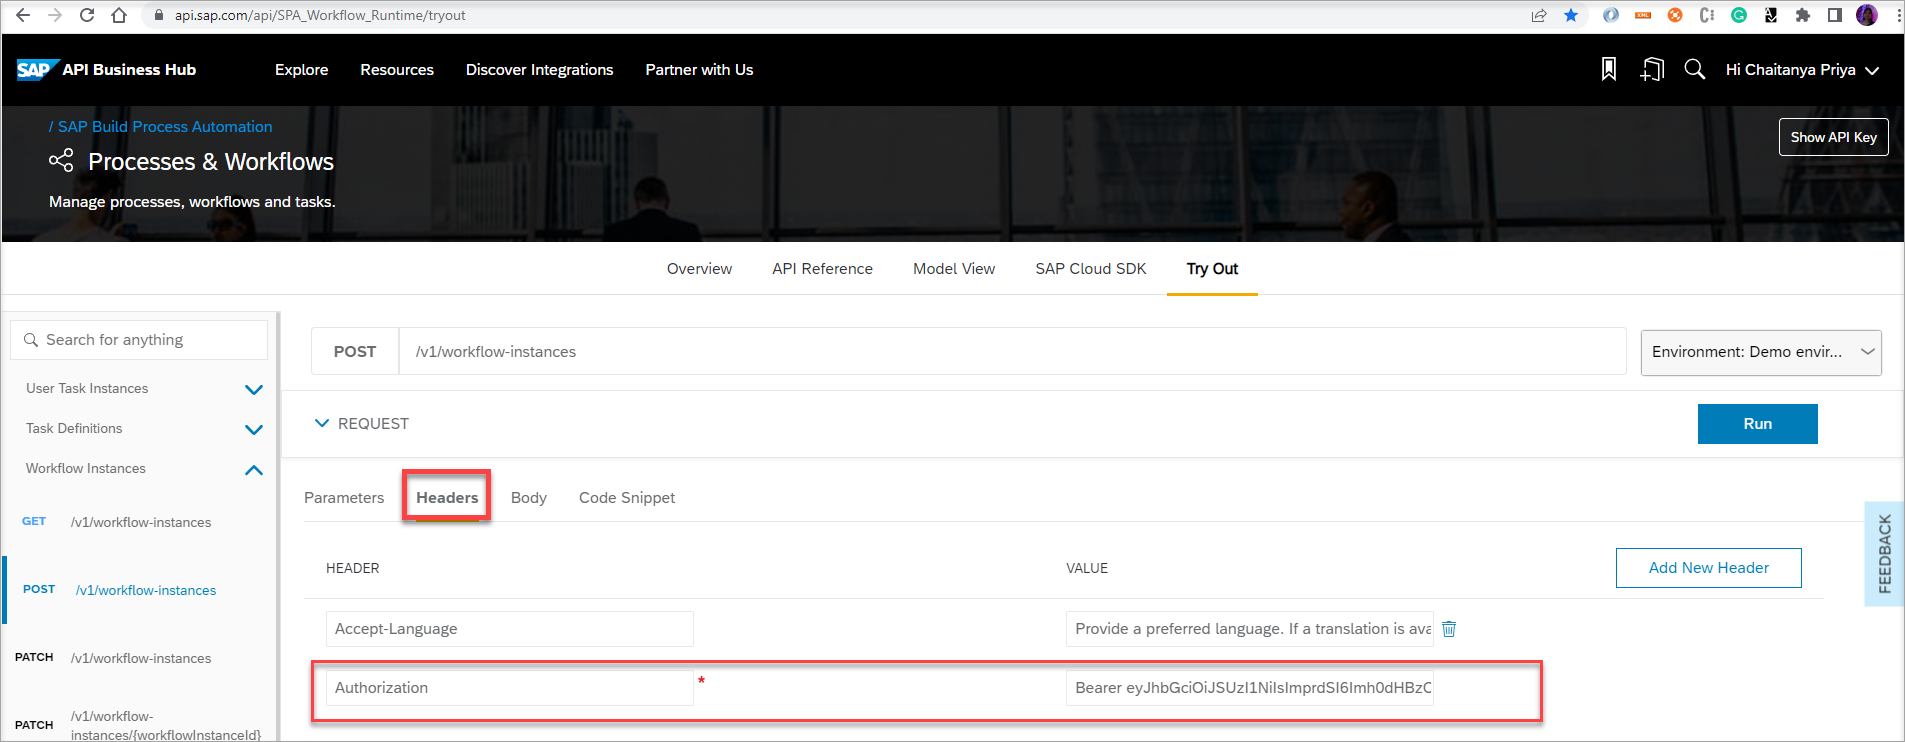 api.sap.com/api/SPA_Workflow_Runtime/tryout
SAP API Business Hub
Explore
Resources
Discover Integrations
Partner with Us
Hi Chaitanya Priya
/ SAP Build Process Automation
Processes & Workflows
Manage processes, workflows and tasks.
Show API Key
Overview
API Reference
Model View
SAP Cloud SDK
Try Out
Search for anything
User Task Instances
Task Definitions
Workflow Instances
GET /v1/workflow-instances
POST /v1/workflow-instances
PATCH /v1/workflow-instances
PATCH /v1/workflow-
instances/{workflowInstanceId}
POST /v1/workflow-instances
Environment: Demo envir...
REQUEST
Run
Parameters
Headers
Body
Code Snippet
HEADER
VALUE
Add New Header
Accept-Language
Provide a preferred language. If a translation is ava
Authorization *
Bearer eyJhbGciOiJSUzI1NiIsImprdSI6Imh0dHBzC
FEEDBACK